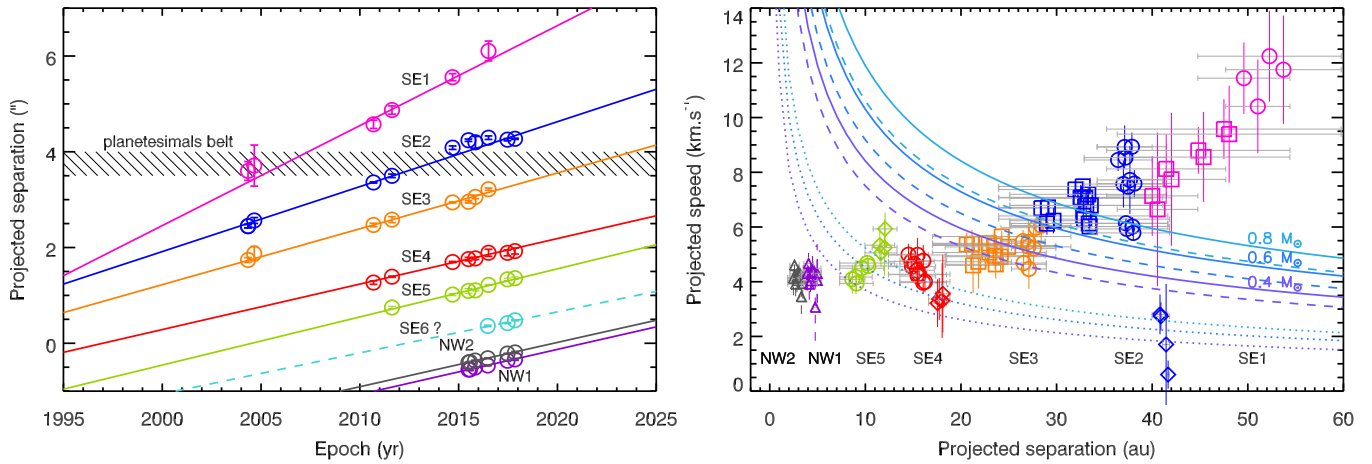 6
4
2
0
Projected separation ('')
SE1
planetesimals belt
SE2
SE3
SE4
SE5
SE6 ?
NW2
NW1
1995 2000 2005 2010 2015 2020 2025
Epoch (yr)
14
12
10
8
6
4
2
0
Projected speed (km.s⁻¹)
0.8 M☉
0.6 M☉
0.4 M☉
NW2 NW1 SE5 SE4 SE3 SE2 SE1
0 10 20 30 40 50 60
Projected separation (au)